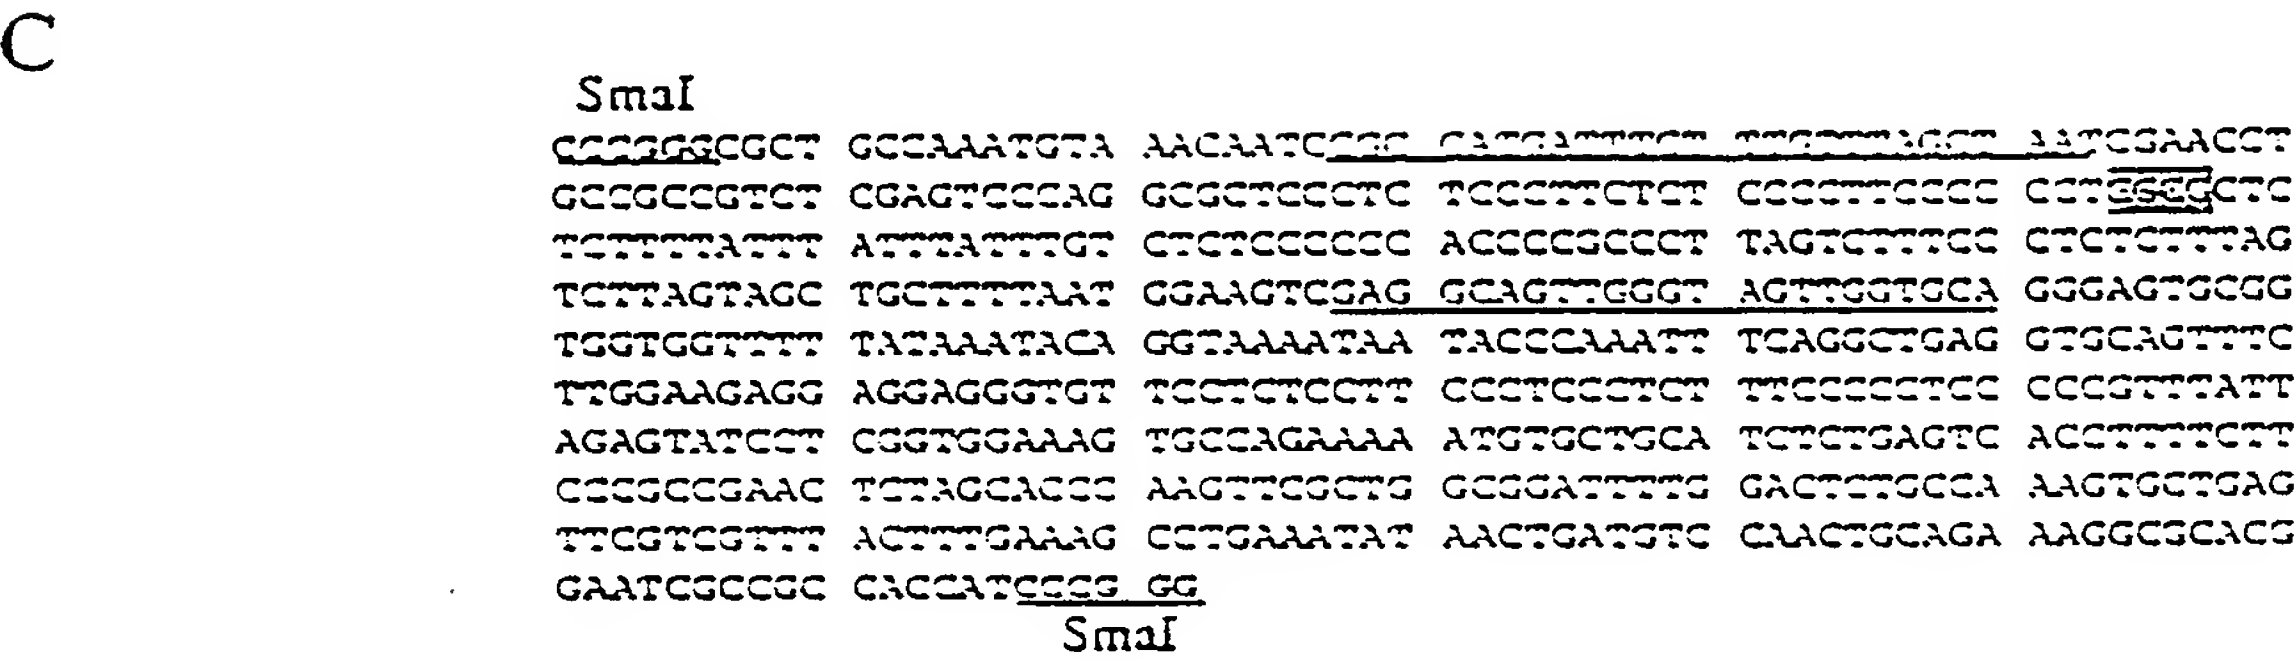 C
SmaI
CCCGGGCGCT GCCAAATGTA AACAATCCGC CATGATTTCT TTGTTTAGCT AATCGAACCT
GCCGCCGTCT CGAGTCCCAG GCGCTCCCTC TCCCTTCTCT CCCCTTCCCC CCTGGCGCTC
TCTTTTATTT ATTTATTTGT CTCTCCCCCC ACCCCGCCCT TAGTCTTTCC CTCTCTTTAG
TCTTAGTAGC TGCTTTTAAT GGAAGTCGAG GCAGTTGGGT AGTTGGTGCA GGGAGTGCGG
TGGTGGTTTT TATAAATACA GGTAAAATAA TACCCAAATT TCAGGCTGAG GTGCAGTTTC
TTGGAAGAGG AGGAGGGTGT TCCTCTCCTT CCCTCCCTCT TTCCCCCTCC CCCGTTTATT
AGAGTATCCT CGGTGGAAAG TGCCAGAAAA ATGTGCTGCA TCTCTGAGTC ACCTTTTCTT
CCCGCCGAAC TCTAGCACCC AAGTTCGCTG GCGGATTTTG GACTCTGCCA AAGTGCTGAG
TTCGTCGTTT ACTTTGAAAG CCTGAAATAT AACTGATGTC CAACTGCAGA AAGGCGCACG
GAATCGCCGC CACCATCCCG GG
SmaI